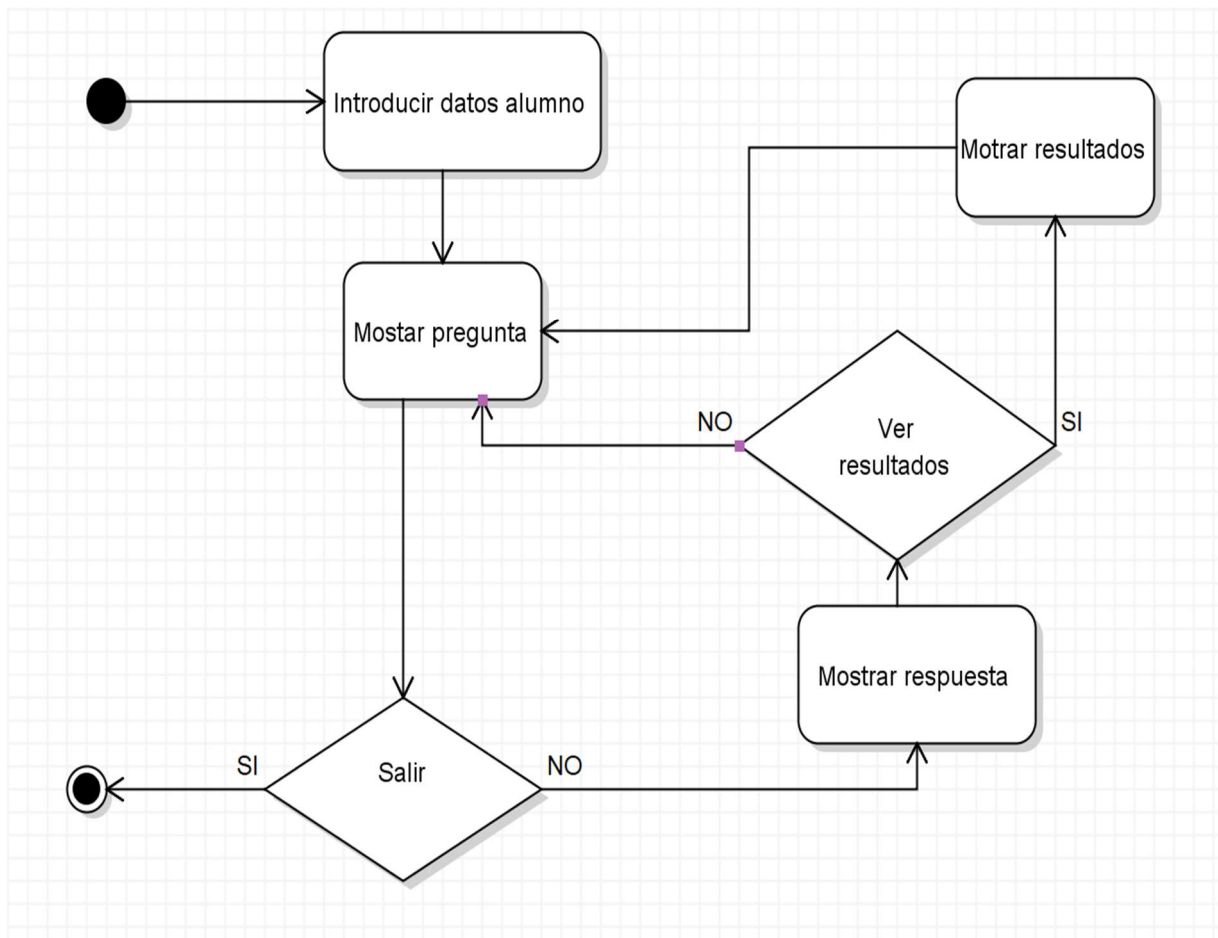 Introducir datos alumno
Motrar resultados
Mostar pregunta
NO
Ver
resultados
SI
Mostrar respuesta
SI
Salir
NO